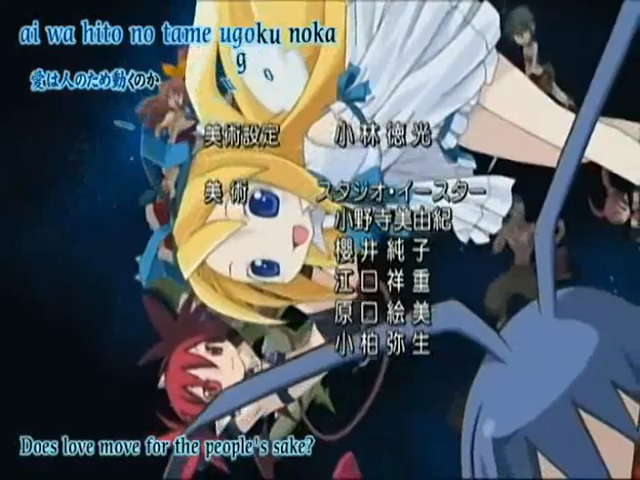 ai wa hito no tame ugoku noka
g
愛は人のため動くのか
美術設定 小林徳光
美術 スタジオ・イースター
小野寺美由紀
櫻井純子
江口祥重
原口絵美
小柏弥生
Does love move for the people's sake?